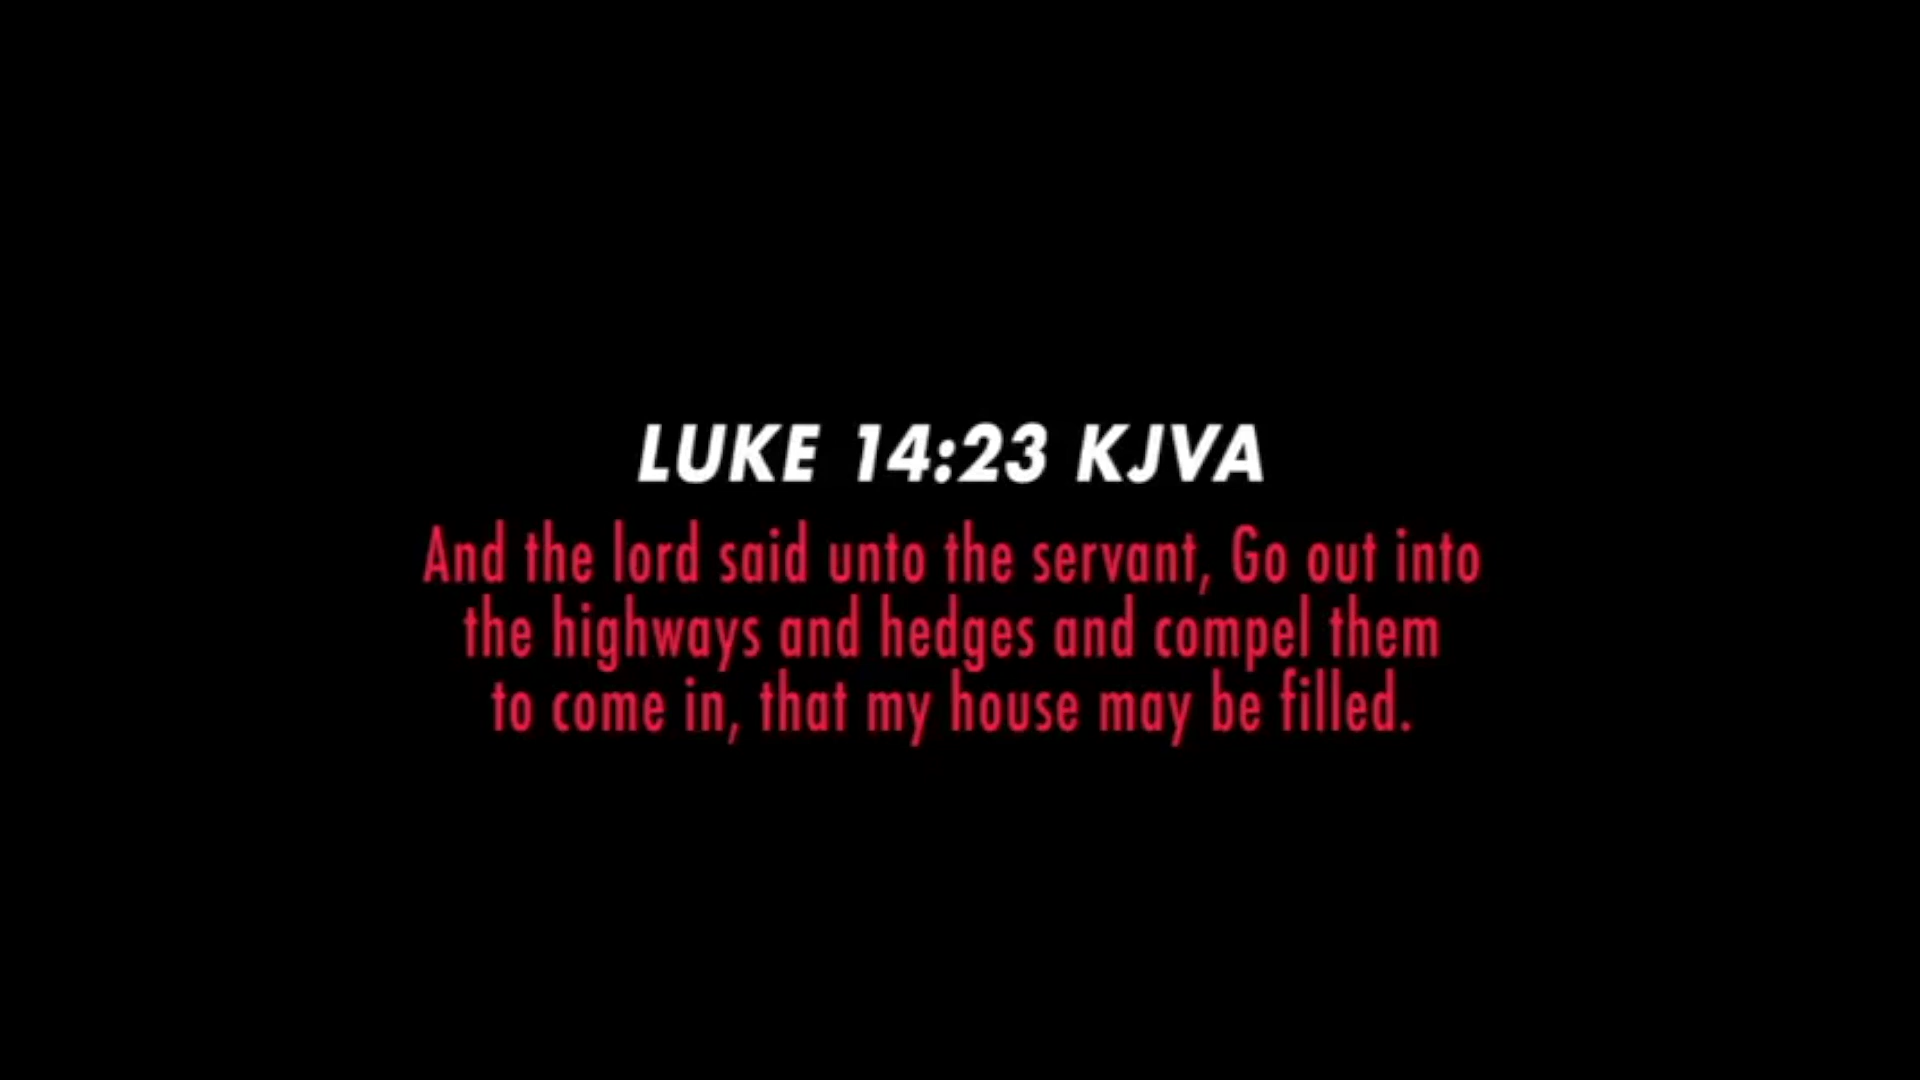 LUKE 14:23 KJVA
And the lord said unto the servant, Go out into
the highways and hedges and compel them
to come in, that my house may be filled.